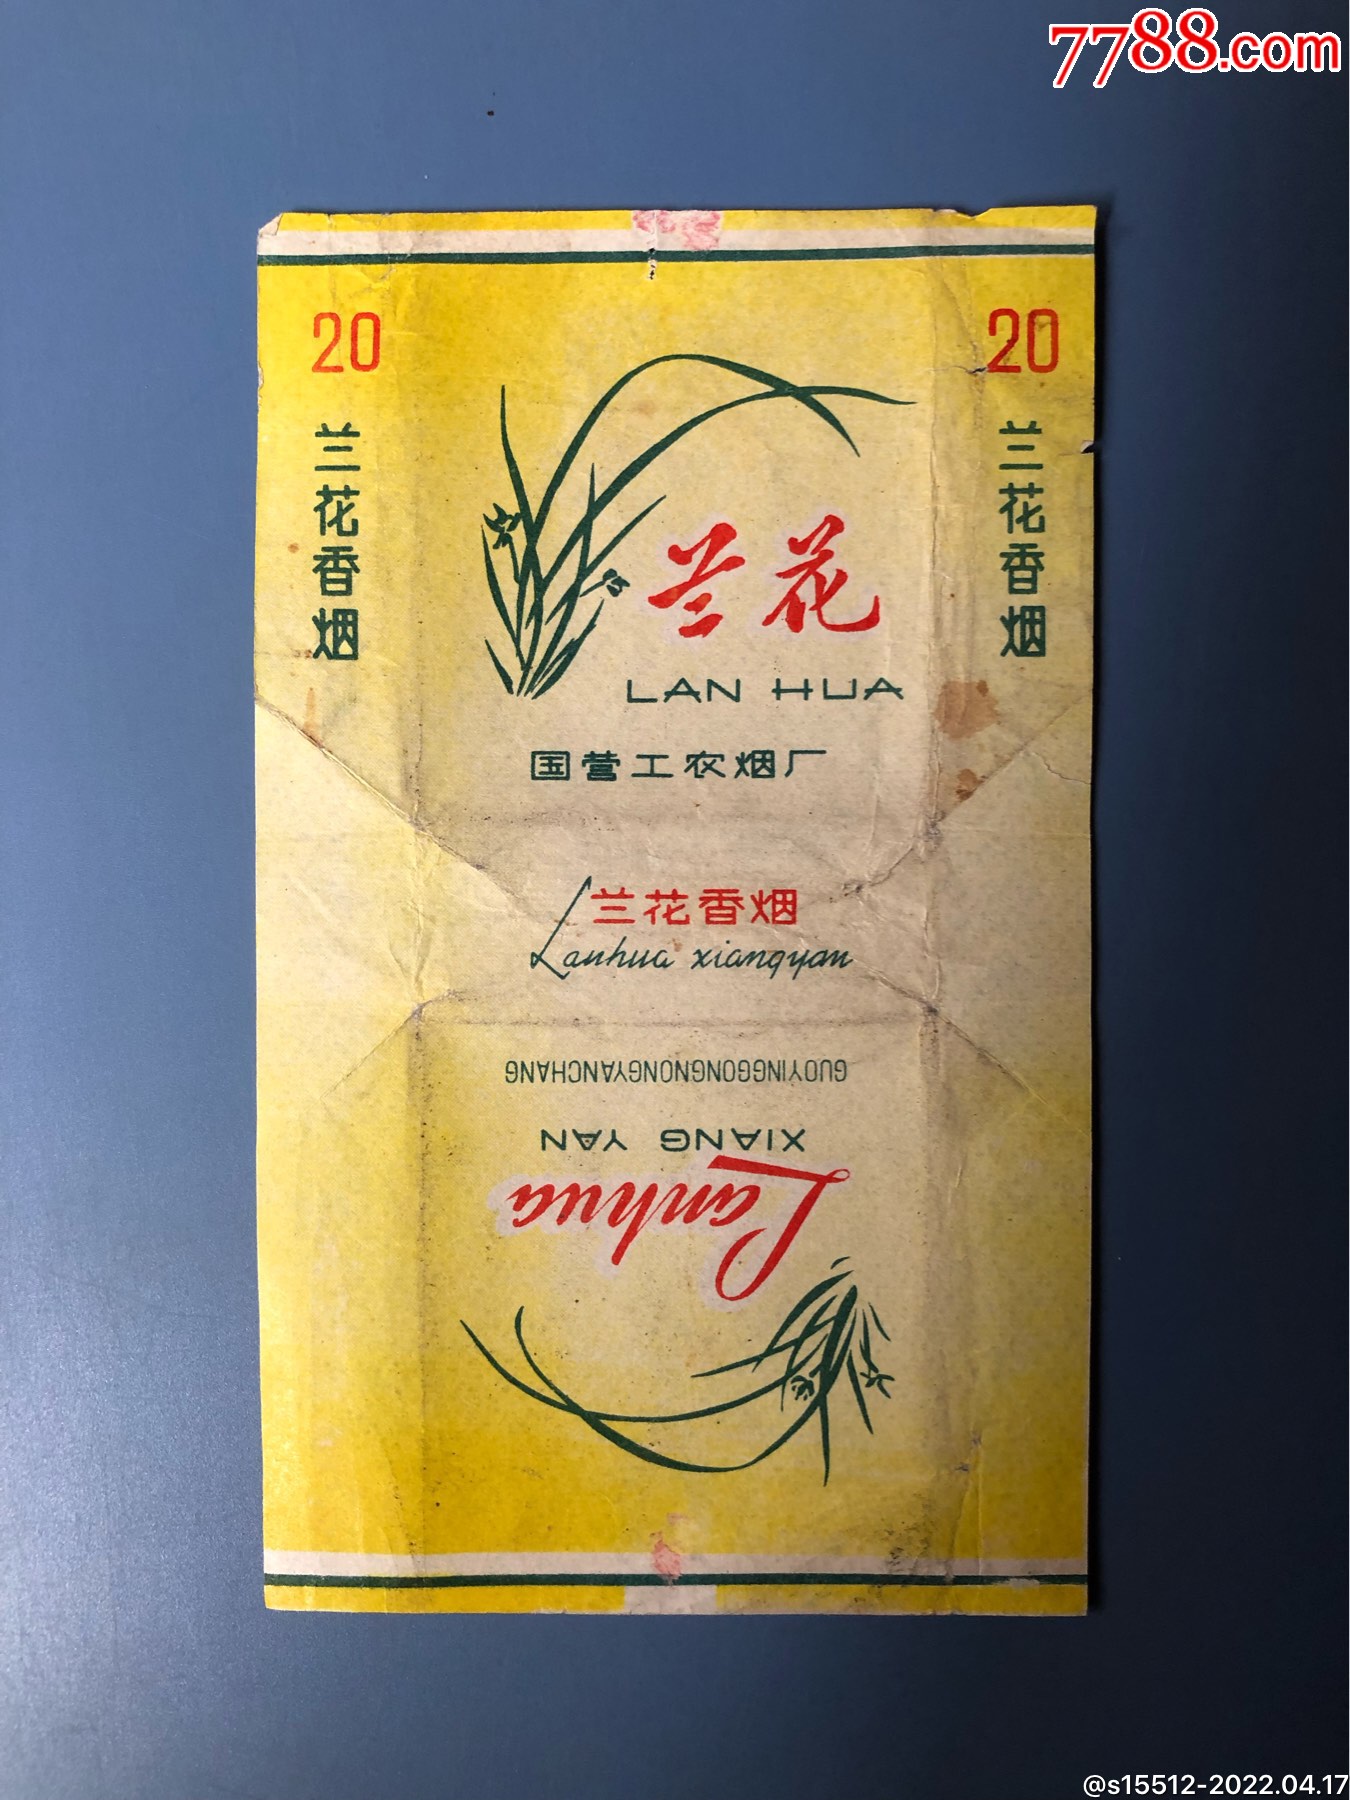 7788.com
20
兰花香烟
20
兰花香烟
兰花
LAN HUA
国营工农烟厂
兰花香烟
Lanhua xiangyan
GUOYINGGONGNONGYANCHANG
XIANG YAN
Lanhua
@s15512-2022.04.17